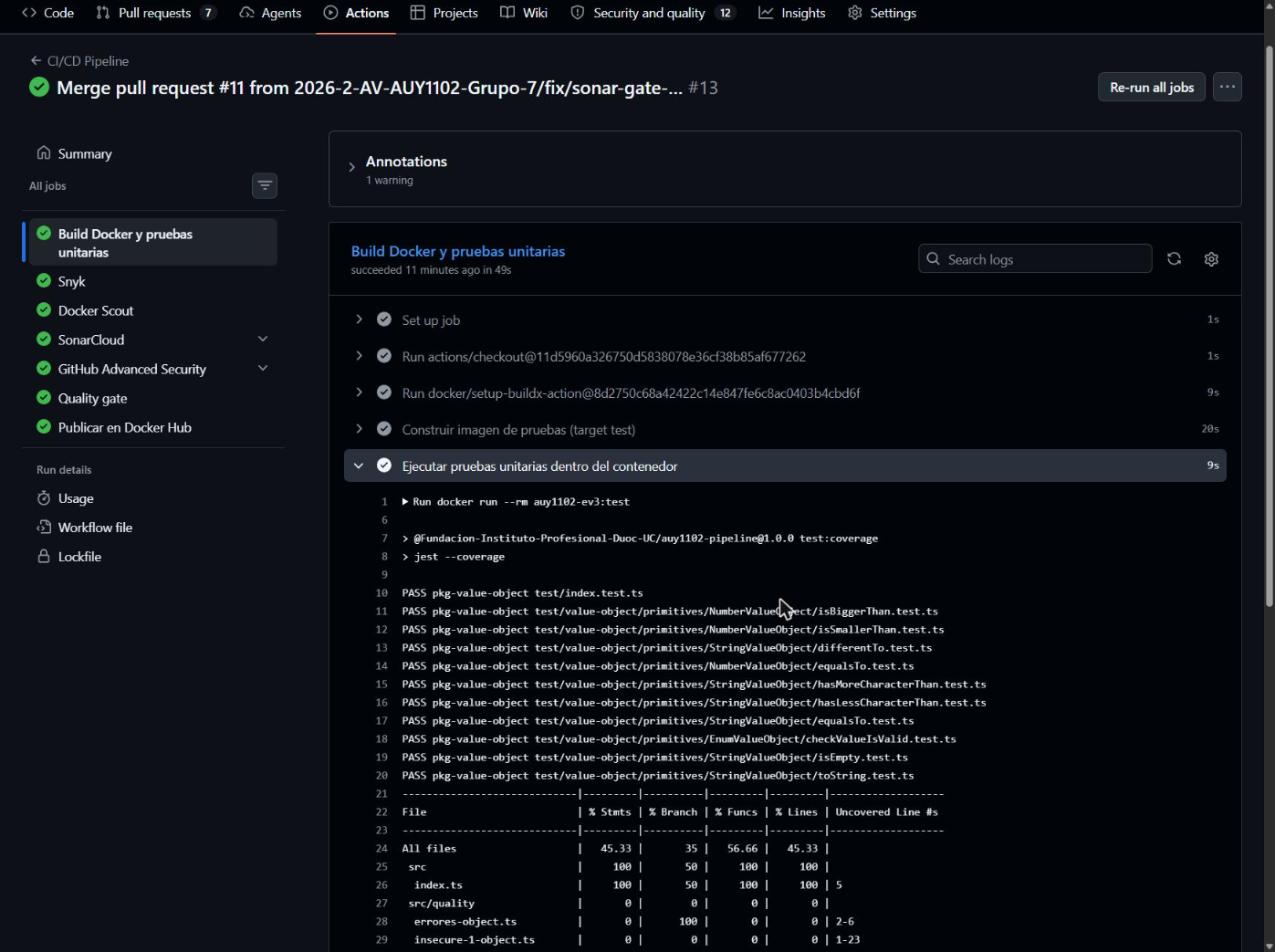 Code Pull requests 7 Agents Actions Projects Wiki Security and quality 12 Insights Settings
← CI/CD Pipeline
Merge pull request #11 from 2026-2-AV-AUY1102-Grupo-7/fix/sonar-gate-... #13
Re-run all jobs
Summary
All jobs
Build Docker y pruebas
unitarias
Snyk
Docker Scout
SonarCloud
GitHub Advanced Security
Quality gate
Publicar en Docker Hub
Run details
Usage
Workflow file
Lockfile
Annotations
1 warning
Build Docker y pruebas unitarias
succeeded 11 minutes ago in 49s
Search logs
Set up job 1s
Run actions/checkout@11d5960a326750d5838078e36cf38b85af677262 1s
Run docker/setup-buildx-action@8d2750c68a42422c14e847fe6c8ac0403b4cbd6f 9s
Construir imagen de pruebas (target test) 20s
Ejecutar pruebas unitarias dentro del contenedor 9s
1 ▶ Run docker run --rm auy1102-ev3:test
6
7 > @Fundacion-Instituto-Profesional-Duoc-UC/auy1102-pipeline@1.0.0 test:coverage
8 > jest --coverage
9
10 PASS pkg-value-object test/index.test.ts
11 PASS pkg-value-object test/value-object/primitives/NumberValueObject/isBiggerThan.test.ts
12 PASS pkg-value-object test/value-object/primitives/NumberValueObject/isSmallerThan.test.ts
13 PASS pkg-value-object test/value-object/primitives/StringValueObject/differentTo.test.ts
14 PASS pkg-value-object test/value-object/primitives/NumberValueObject/equalsTo.test.ts
15 PASS pkg-value-object test/value-object/primitives/StringValueObject/hasMoreCharacterThan.test.ts
16 PASS pkg-value-object test/value-object/primitives/StringValueObject/hasLessCharacterThan.test.ts
17 PASS pkg-value-object test/value-object/primitives/StringValueObject/equalsTo.test.ts
18 PASS pkg-value-object test/value-object/primitives/EnumValueObject/checkValueIsValid.test.ts
19 PASS pkg-value-object test/value-object/primitives/StringValueObject/isEmpty.test.ts
20 PASS pkg-value-object test/value-object/primitives/StringValueObject/toString.test.ts
21 -----------------------------|---------|----------|---------|---------|-------------------
22 File | % Stmts | % Branch | % Funcs | % Lines | Uncovered Line #s
23 -----------------------------|---------|----------|---------|---------|-------------------
24 All files | 45.33 | 35 | 56.66 | 45.33 |
25 src | 100 | 50 | 100 | 100 |
26 index.ts | 100 | 50 | 100 | 100 | 5
27 src/quality | 0 | 0 | 0 | 0 |
28 errores-object.ts | 0 | 100 | 0 | 0 | 2-6
29 insecure-1-object.ts | 0 | 0 | 0 | 0 | 1-23